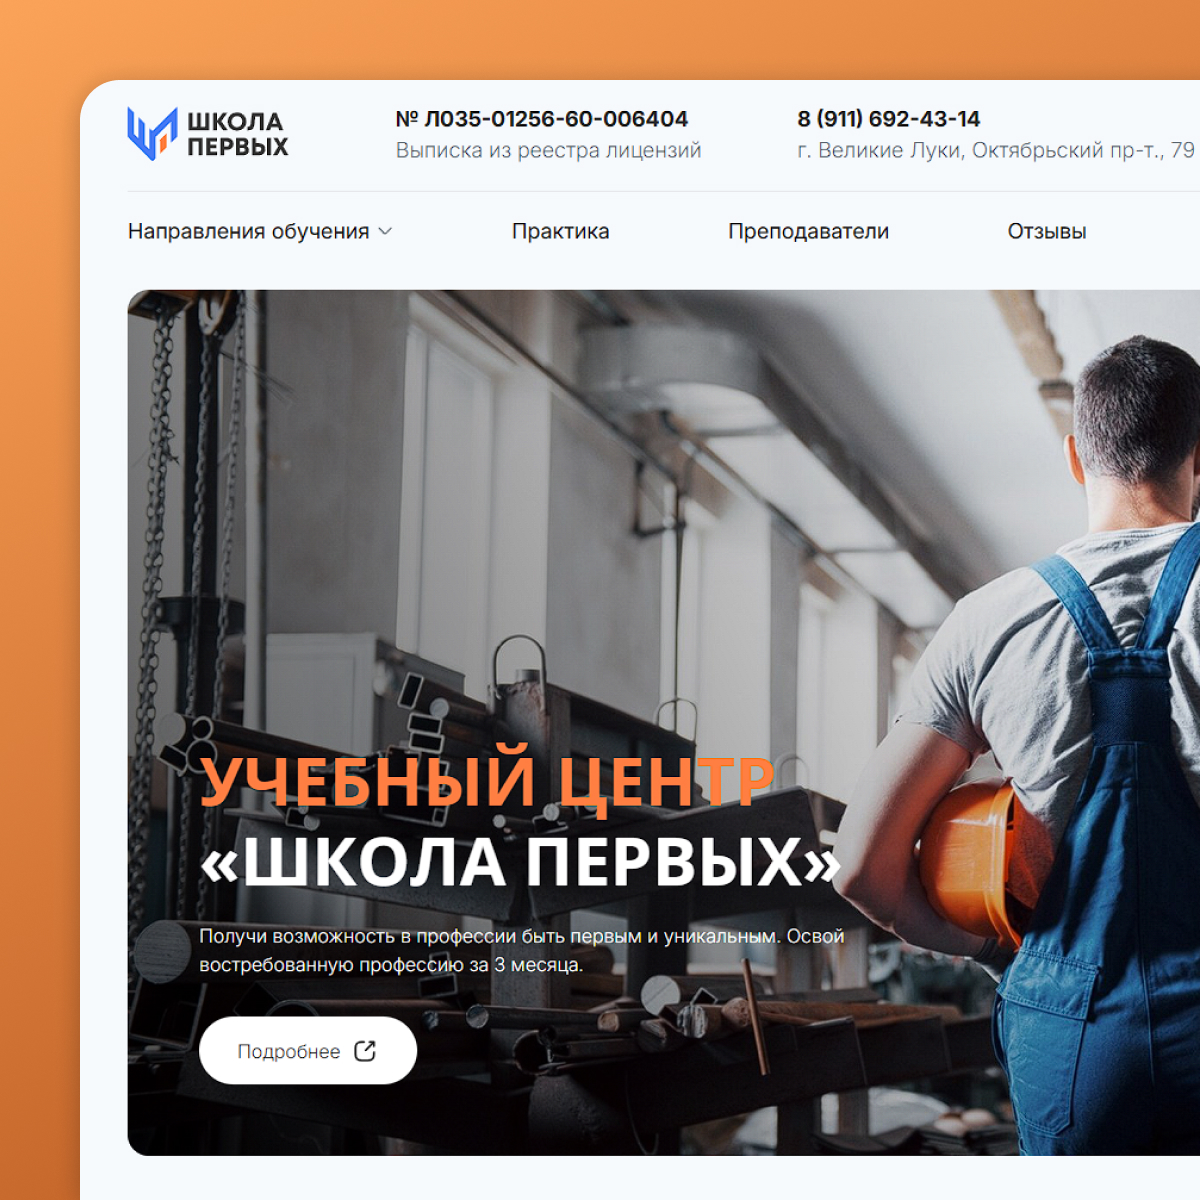 ШКОЛА
ПЕРВЫХ
№ Л035-01256-60-006404
Выписка из реестра лицензий
8 (911) 692-43-14
г. Великие Луки, Октябрьский пр-т., 79
Направления обучения
Практика
Преподаватели
Отзывы
УЧЕБНЫЙ ЦЕНТР
«ШКОЛА ПЕРВЫХ»
Получи возможность в профессии быть первым и уникальным. Освой
востребованную профессию за 3 месяца.
Подробнее